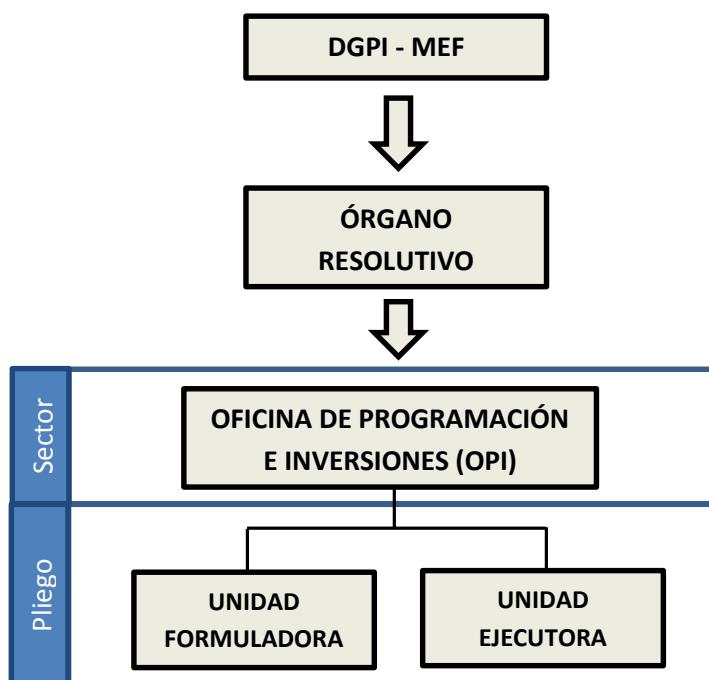 DGPI - MEF
ÓRGANO
RESOLUTIVO
Sector
OFICINA DE PROGRAMACIÓN
E INVERSIONES (OPI)
Pliego
UNIDAD
FORMULADORA
UNIDAD
EJECUTORA